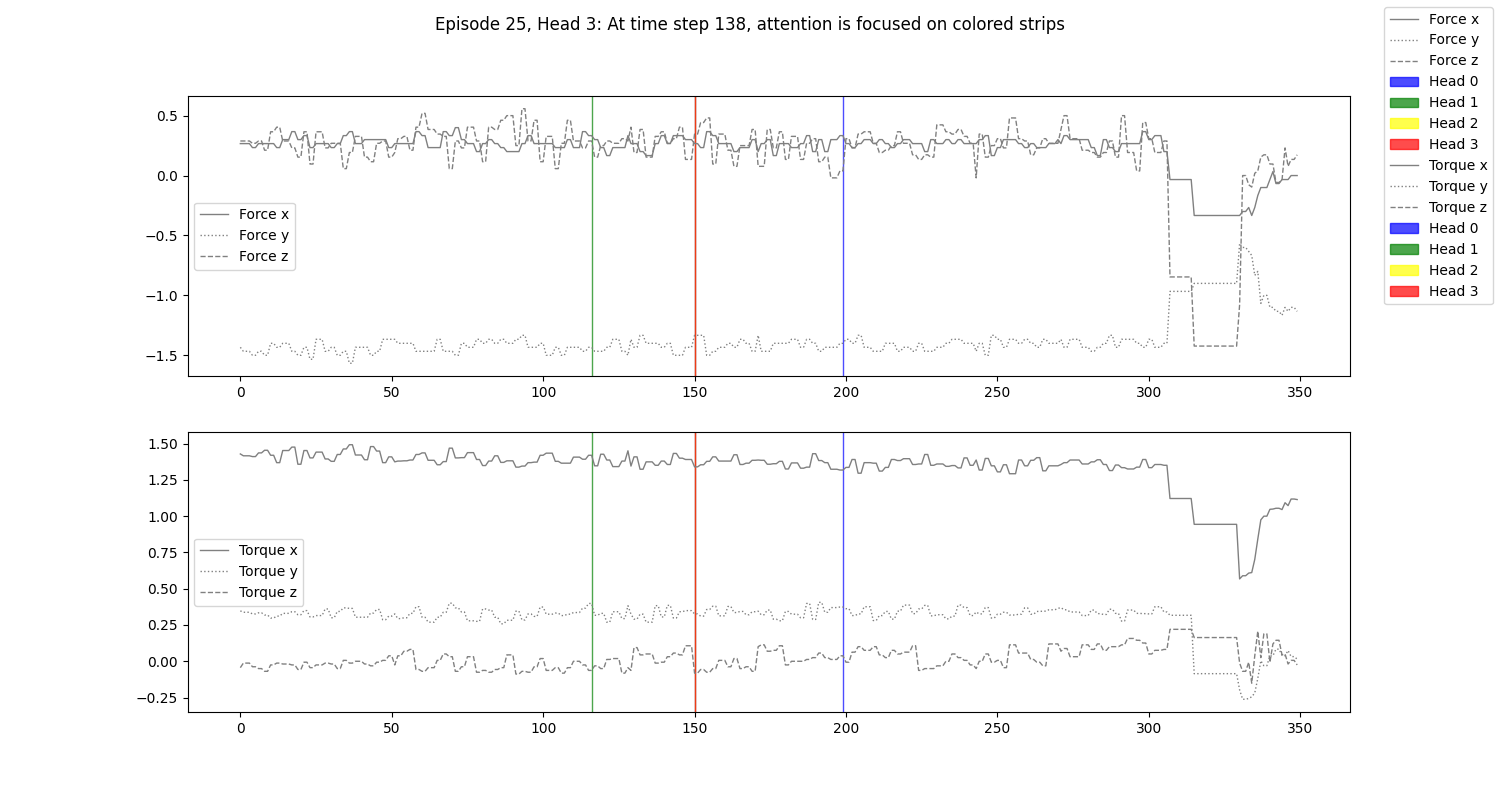 Episode 25, Head 3: At time step 138, attention is focused on colored strips
Force x
Force y
Force z
Head 0
Head 1
Head 2
Head 3
Torque x
Torque y
Torque z
Head 0
Head 1
Head 2
Head 3
0.5
0.0
−0.5
−1.0
−1.5
Force x
Force y
Force z
0 50 100 150 200 250 300 350
1.50
1.25
1.00
0.75
0.50
0.25
0.00
−0.25
Torque x
Torque y
Torque z
0 50 100 150 200 250 300 350